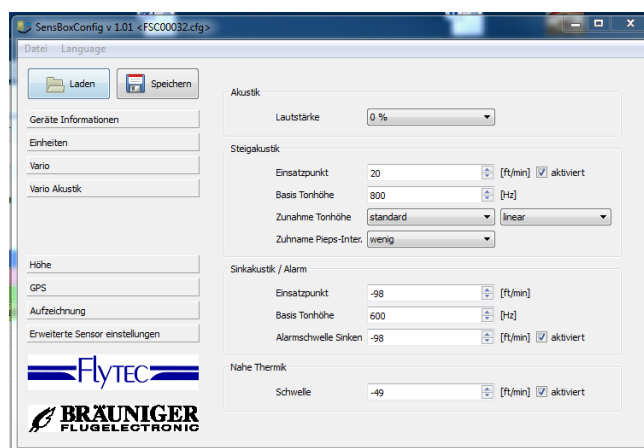 SensBoxConfig v 1.01 <FSC00032.cfg>
Datei Language
Laden Speichern
Geräte Informationen
Einheiten
Vario
Vario Akustik
Höhe
GPS
Aufzeichnung
Erweiterte Sensor einstellungen
FLYTEC
BRÄUNIGER
FLUGELECTRONIC
Akustik
Lautstärke 0 %
Steigakustik
Einsatzpunkt 20 [ft/min] aktiviert
Basis Tonhöhe 800 [Hz]
Zunahme Tonhöhe standard linear
Zuhname Pieps-Inter. wenig
Sinkakustik / Alarm
Einsatzpunkt -98 [ft/min]
Basis Tonhöhe 600 [Hz]
Alarmschwelle Sinken -98 [ft/min] aktiviert
Nahe Thermik
Schwelle -49 [ft/min] aktiviert